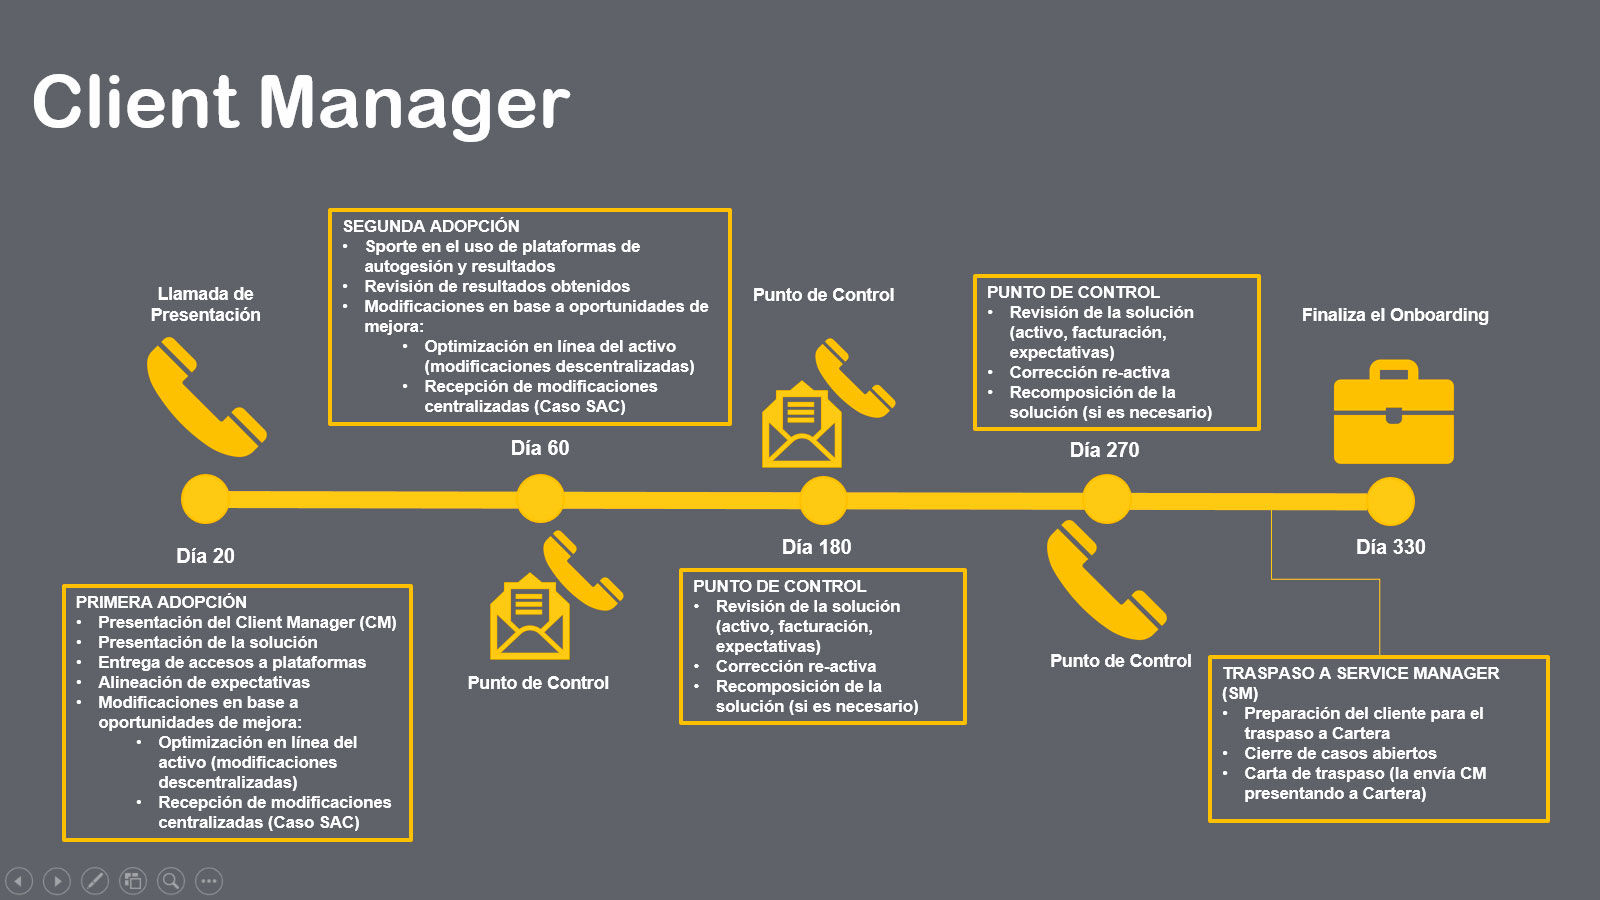 Client Manager
Llamada de
Presentación
Día 20
PRIMERA ADOPCIÓN
• Presentación del Client Manager (CM)
• Presentación de la solución
• Entrega de accesos a plataformas
• Alineación de expectativas
• Modificaciones en base a
oportunidades de mejora:
• Optimización en línea del
activo (modificaciones
descentralizadas)
• Recepción de modificaciones
centralizadas (Caso SAC)
SEGUNDA ADOPCIÓN
• Sporte en el uso de plataformas de
autogesión y resultados
• Revisión de resultados obtenidos
• Modificaciones en base a oportunidades de
mejora:
• Optimización en línea del activo
(modificaciones descentralizadas)
• Recepción de modificaciones
centralizadas (Caso SAC)
Día 60
Punto de Control
Punto de Control
Día 180
PUNTO DE CONTROL
• Revisión de la solución
(activo, facturación,
expectativas)
• Corrección re-activa
• Recomposición de la
solución (si es necesario)
PUNTO DE CONTROL
• Revisión de la solución
(activo, facturación,
expectativas)
• Corrección re-activa
• Recomposición de la
solución (si es necesario)
Día 270
Punto de Control
Finaliza el Onboarding
Día 330
TRASPASO A SERVICE MANAGER
(SM)
• Preparación del cliente para el
traspaso a Cartera
• Cierre de casos abiertos
• Carta de traspaso (la envía CM
presentando a Cartera)